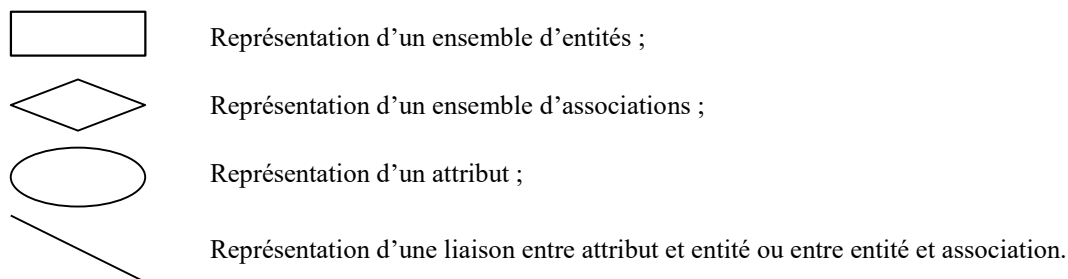 Représentation d’un ensemble d’entités ;
Représentation d’un ensemble d’associations ;
Représentation d’un attribut ;
Représentation d’une liaison entre attribut et entité ou entre entité et association.